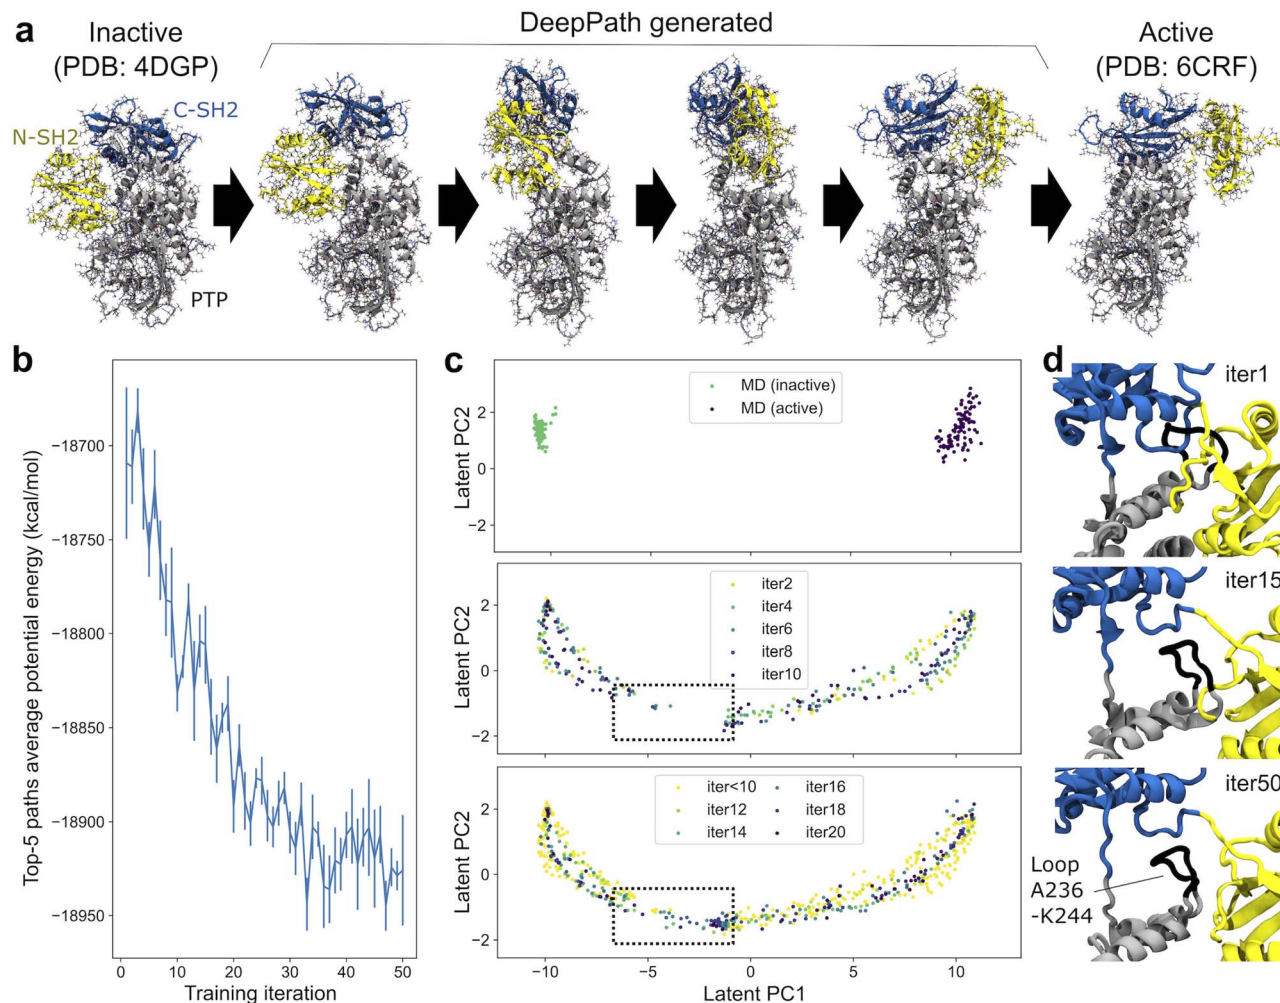 a
Inactive
(PDB: 4DGP)
DeepPath generated
Active
(PDB: 6CRF)
C-SH2
N-SH2
PTP
b
Top-5 paths average potential energy (kcal/mol)
−18700
−18750
−18800
−18850
−18900
−18950
0
10
20
30
40
50
Training iteration
c
Latent PC2
2
0
−2
MD (inactive)
MD (active)
Latent PC2
2
0
−2
iter2
iter4
iter6
iter8
iter10
Latent PC2
2
0
−2
iter<10
iter12
iter14
iter16
iter18
iter20
−10
−5
0
5
10
Latent PC1
d
iter1
iter15
iter50
Loop
A236
-K244